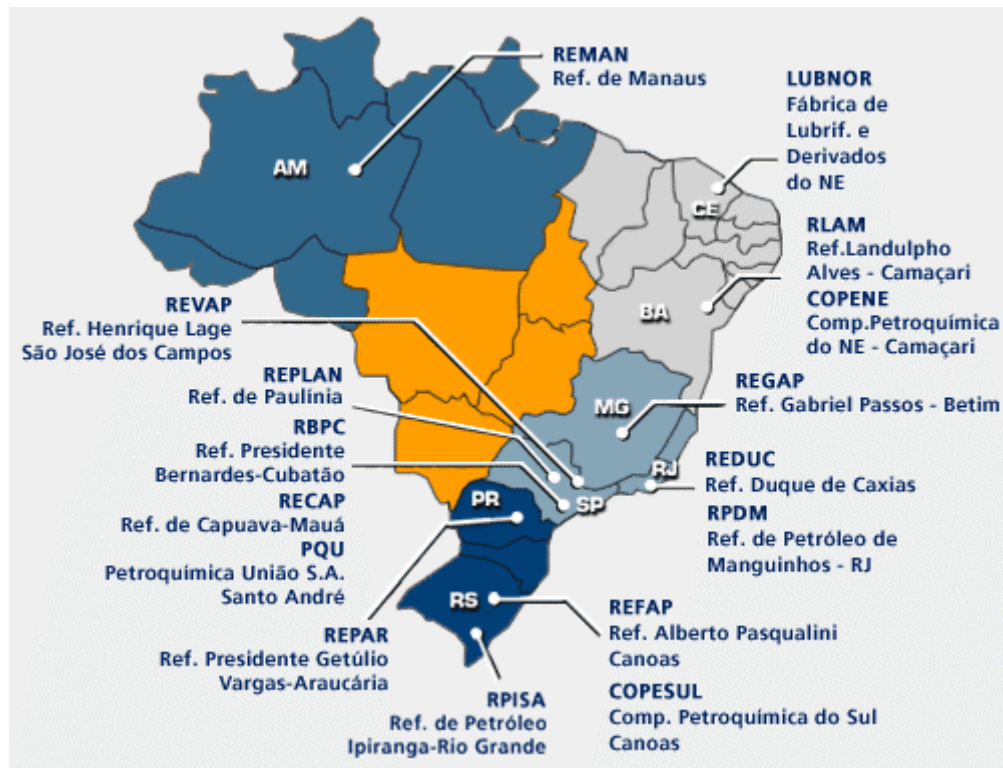 REMAN
Ref. de Manaus
LUBNOR
Fábrica de
Lubrif. e
Derivados
do NE
AM
CE
RLAM
Ref.Landulpho
Alves - Camaçari
COPENE
Comp.Petroquímica
do NE - Camaçari
BA
REVAP
Ref. Henrique Lage
São José dos Campos
REPLAN
Ref. de Paulínia
RBPC
Ref. Presidente
Bernardes-Cubatão
RECAP
Ref. de Capuava-Mauá
PQU
Petroquímica União S.A.
Santo André
MG
REGAP
Ref. Gabriel Passos - Betim
RJ
REDUC
Ref. Duque de Caxias
RPDM
Ref. de Petróleo de
Manguinhos - RJ
SP
PR
RS
REPAR
Ref. Presidente Getúlio
Vargas-Araucária
RPISA
Ref. de Petróleo
Ipiranga-Rio Grande
REFAP
Ref. Alberto Pasqualini
Canoas
COPESUL
Comp. Petroquímica do Sul
Canoas